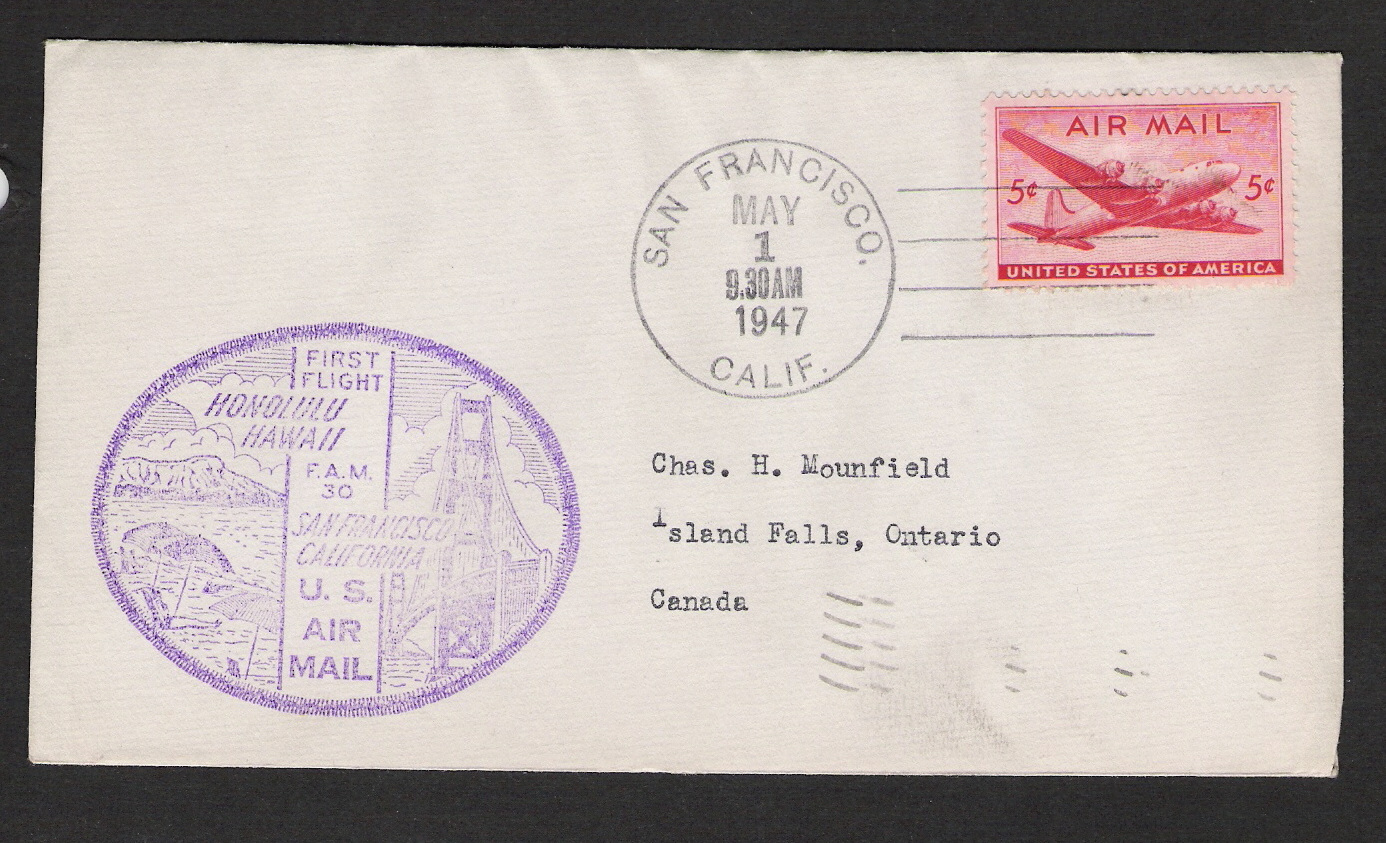 AIR MAIL
5¢ 5¢
UNITED STATES OF AMERICA
SAN FRANCISCO.
MAY
1
9.30AM
1947
CALIF.
FIRST
FLIGHT
HONOLULU
HAWAII
F.A.M.
30
SAN FRANCISCO
CALIFORNIA
U. S.
AIR
MAIL
Chas. H. Mounfield
Island Falls, Ontario
Canada